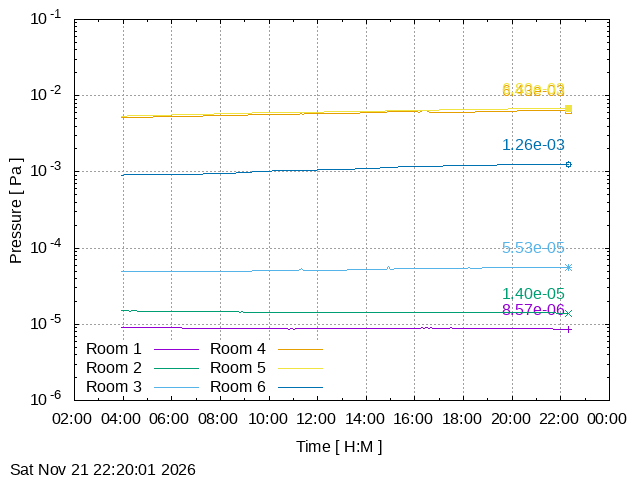 10^-1
10^-2
10^-3
10^-4
10^-5
10^-6
Pressure [ Pa ]
6.43e-03
1.26e-03
5.53e-05
1.40e-05
8.57e-06
Room 1 Room 4
Room 2 Room 5
Room 3 Room 6
02:00 04:00 06:00 08:00 10:00 12:00 14:00 16:00 18:00 20:00 22:00 00:00
Time [ H:M ]
Sat Nov 21 22:20:01 2026